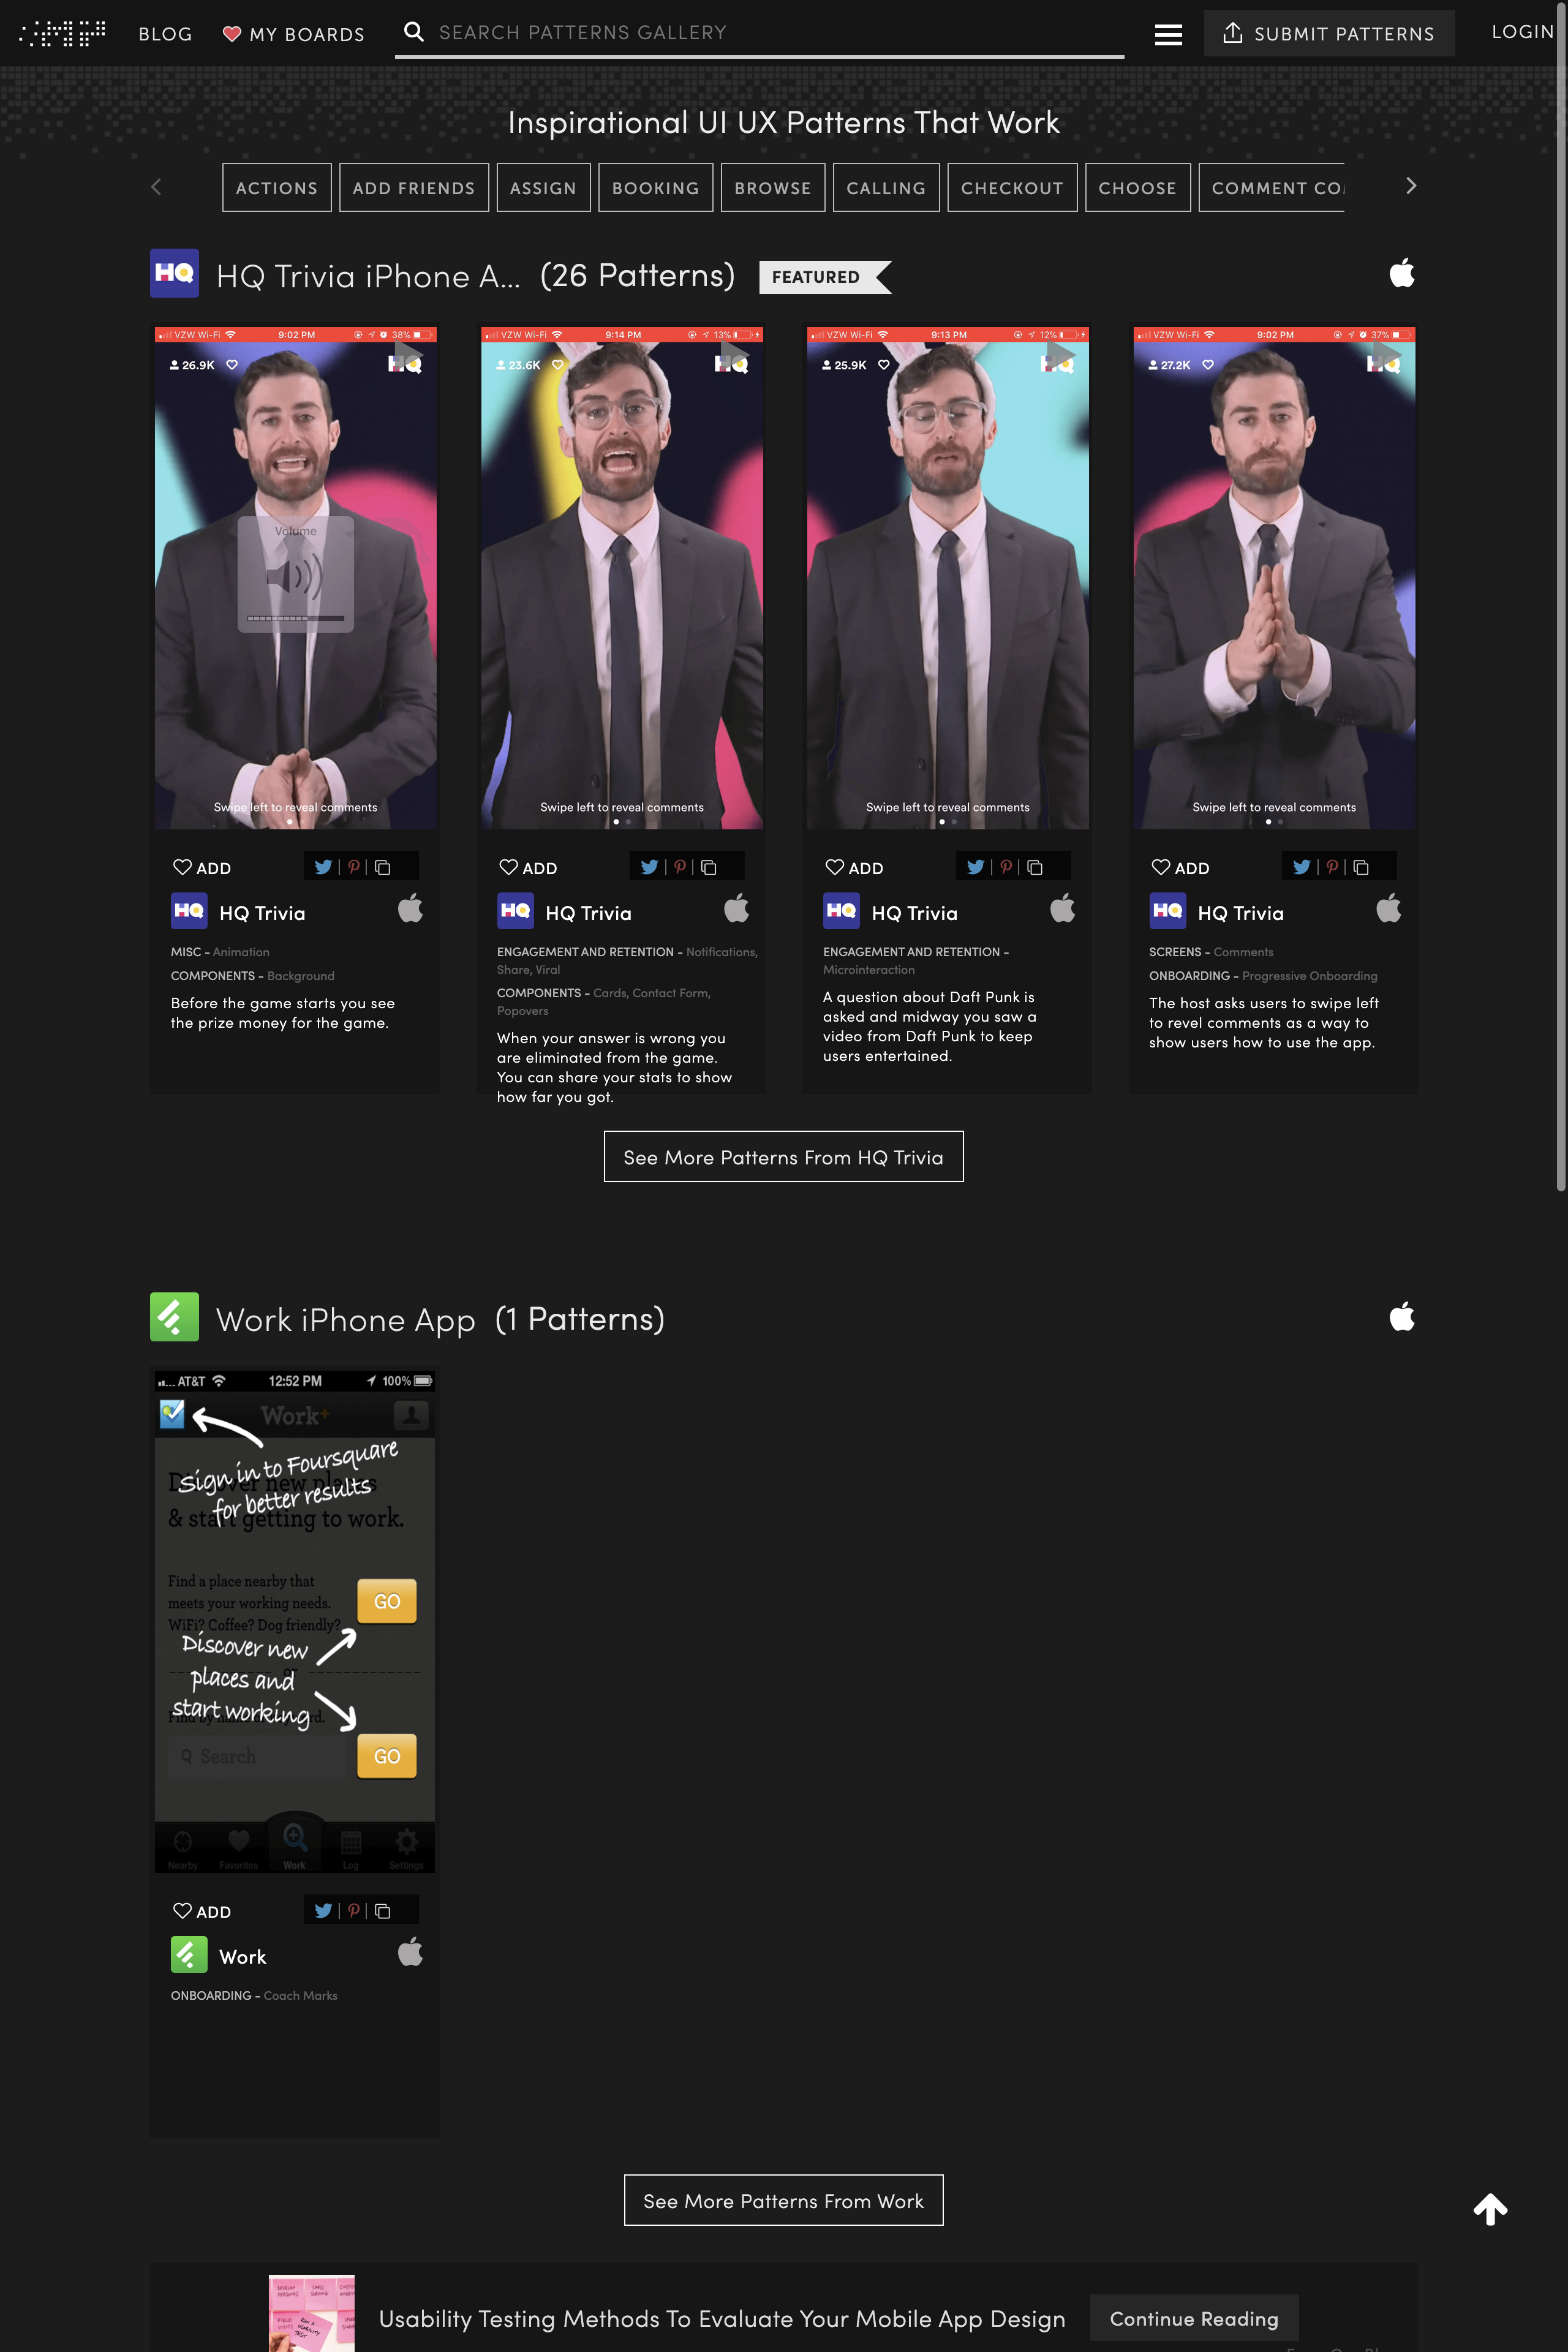 BLOG
MY BOARDS
SEARCH PATTERNS GALLERY
SUBMIT PATTERNS
LOGIN
Inspirational UI UX Patterns That Work
ACTIONS
ADD FRIENDS
ASSIGN
BOOKING
BROWSE
CALLING
CHECKOUT
CHOOSE
COMMENT
HQ
HQ Trivia iPhone A... (26 Patterns)
FEATURED
VZW Wi-Fi 9:02 PM 38%
26.9K
HQ
Volume
Swipe left to reveal comments
VZW Wi-Fi 9:14 PM 13%
23.6K
HQ
Swipe left to reveal comments
VZW Wi-Fi 9:13 PM 12%
25.9K
HQ
Swipe left to reveal comments
VZW Wi-Fi 9:02 PM 37%
27.2K
HQ
Swipe left to reveal comments
ADD
HQ
HQ Trivia
MISC - Animation
COMPONENTS - Background
Before the game starts you see
the prize money for the game.
ADD
HQ
HQ Trivia
ENGAGEMENT AND RETENTION - Notifications,
Share, Viral
COMPONENTS - Cards, Contact Form,
Popovers
When your answer is wrong you
are eliminated from the game.
You can share your stats to show
how far you got.
ADD
HQ
HQ Trivia
ENGAGEMENT AND RETENTION -
Microinteraction
A question about Daft Punk is
asked and midway you saw a
video from Daft Punk to keep
users entertained.
ADD
HQ
HQ Trivia
SCREENS - Comments
ONBOARDING - Progressive Onboarding
The host asks users to swipe left
to revel comments as a way to
show users how to use the app.
See More Patterns From HQ Trivia
Work iPhone App (1 Patterns)
AT&T 12:52 PM 100%
Work+
Sign in to Foursquare
for better results
Discover new places
& start getting to work.
Find a place nearby that
meets your working needs.
WiFi? Coffee? Dog friendly?
GO
Discover new
places and
start working
or
Search
GO
Nearby
Favorites
Work
Log
Settings
ADD
Work
ONBOARDING - Coach Marks
See More Patterns From Work
Usability Testing Methods To Evaluate Your Mobile App Design
Continue Reading